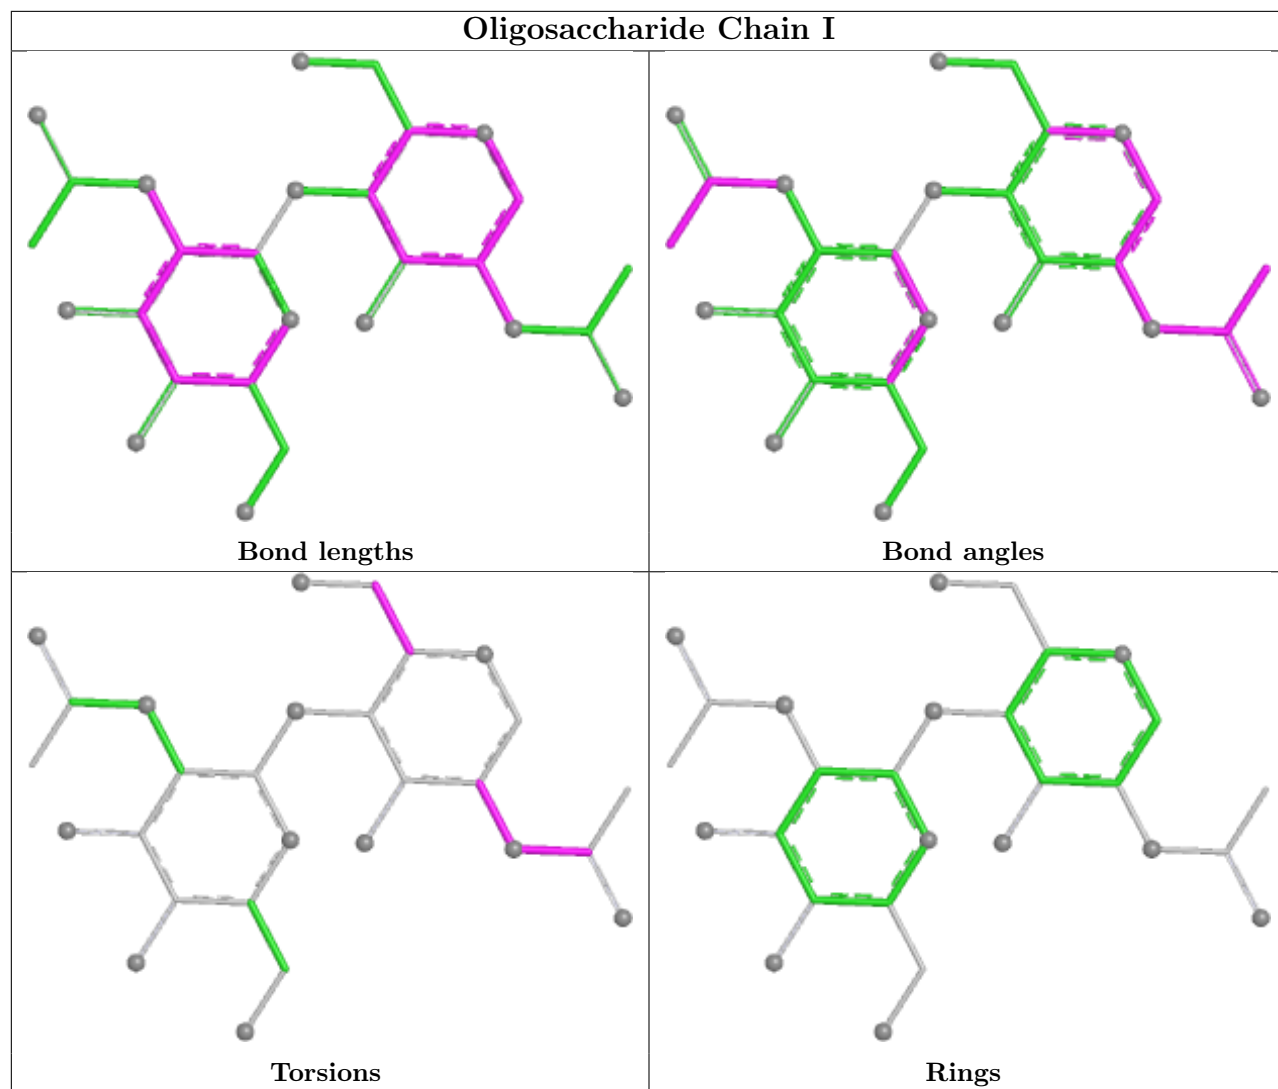 Oligosaccharide Chain I
Bond lengths
Bond angles
Torsions
Rings